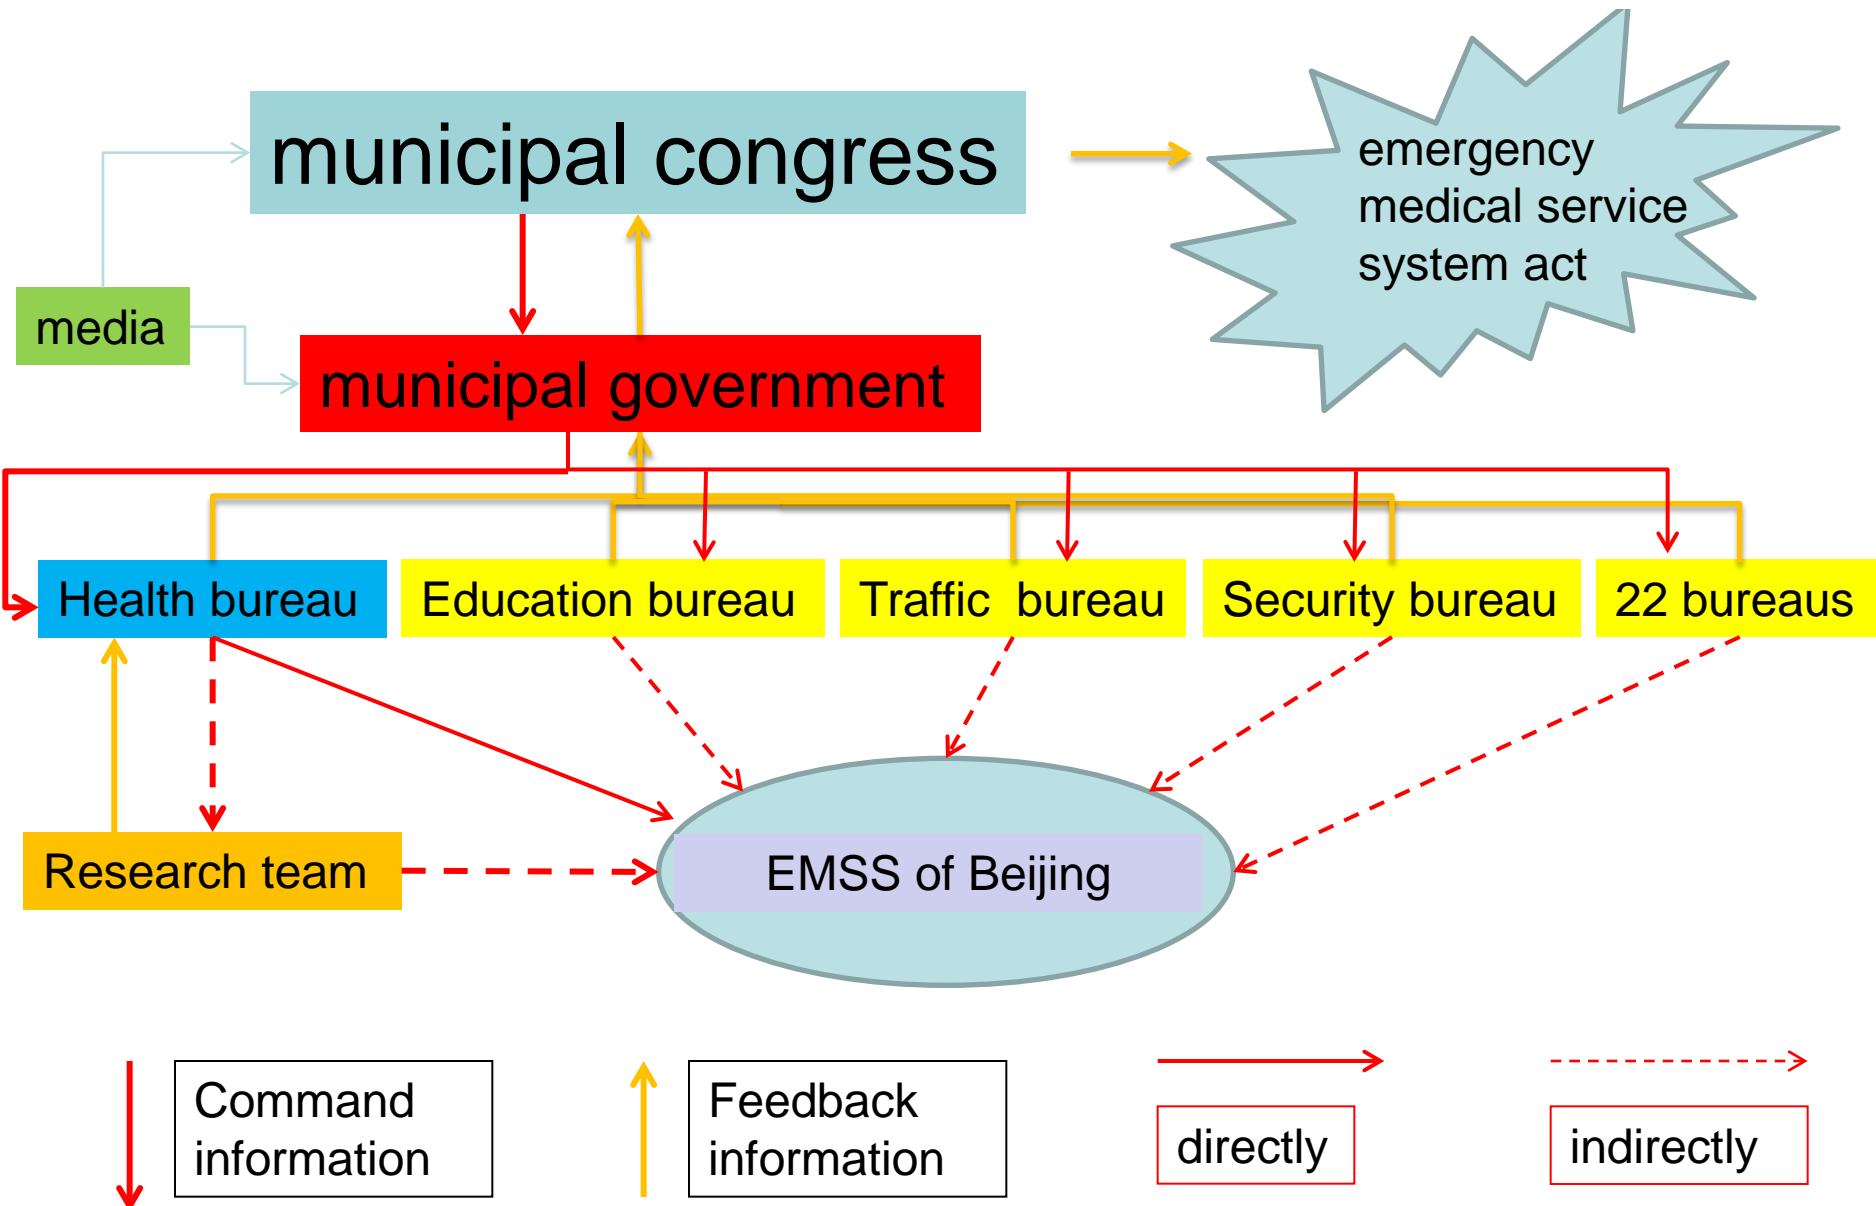 municipal congress
emergency
medical service
system act
media
municipal government
Health bureau
Education bureau
Traffic bureau
Security bureau
22 bureaus
Research team
EMSS of Beijing
Command
information
Feedback
information
directly
indirectly